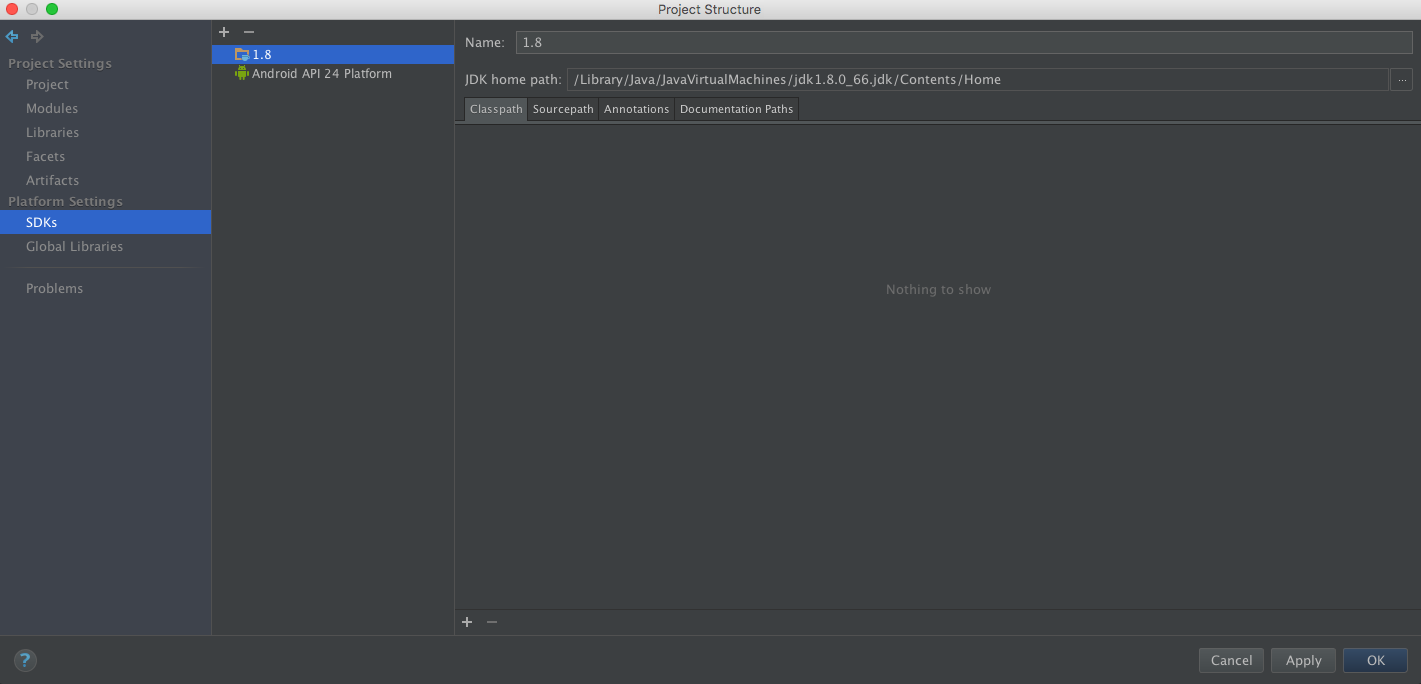 Project Structure
Project Settings
Project
Modules
Libraries
Facets
Artifacts
Platform Settings
SDKs
Global Libraries
Problems
1.8
Android API 24 Platform
Name: 1.8
JDK home path: /Library/Java/JavaVirtualMachines/jdk1.8.0_66.jdk/Contents/Home ...
Classpath Sourcepath Annotations Documentation Paths
Nothing to show
? Cancel Apply OK